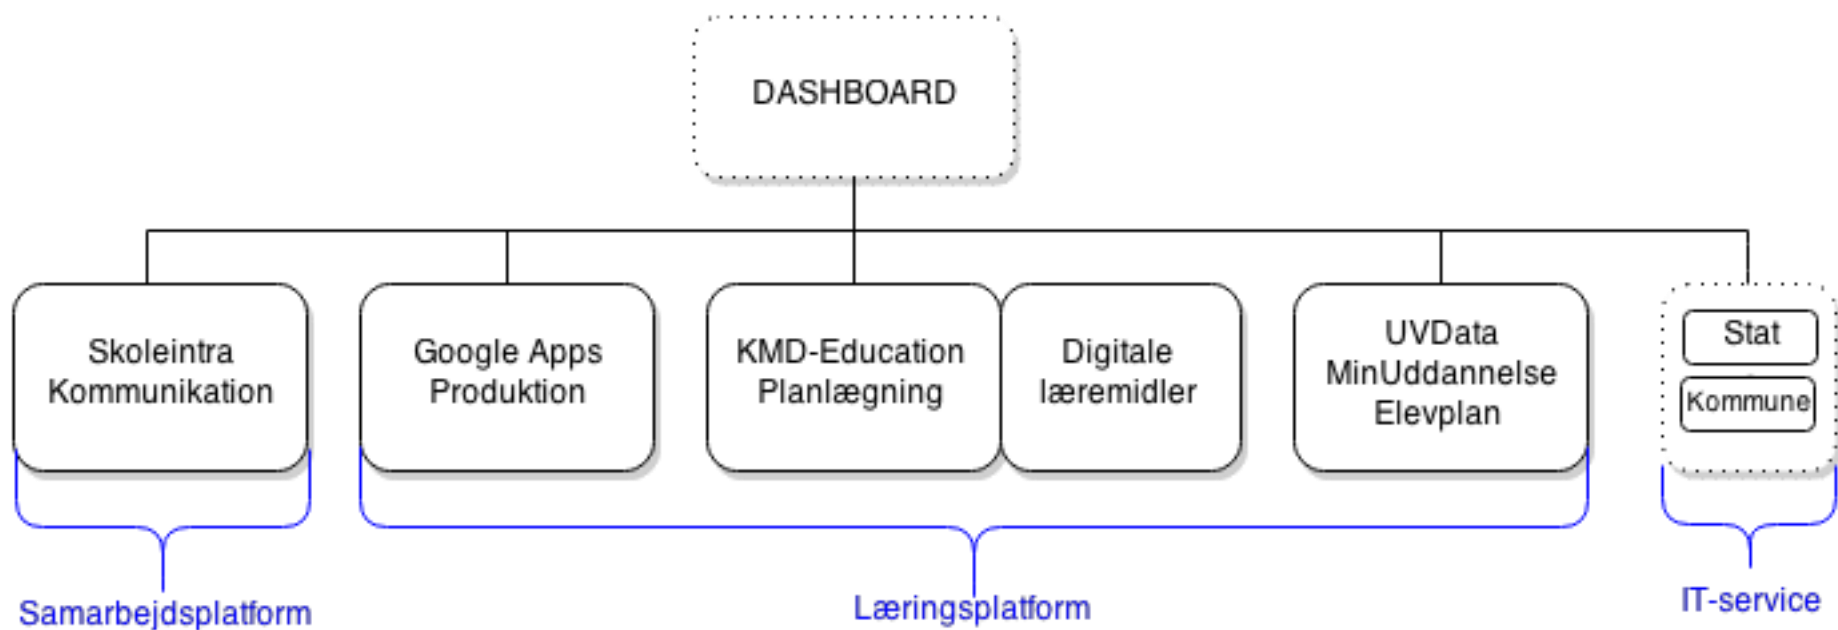 DASHBOARD
Skoleintra
Kommunikation
Google Apps
Produktion
KMD-Education
Planlægning
Digitale
læremidler
UVData
MinUddannelse
Elevplan
Stat
Kommune
Samarbejdsplatform
Læringsplatform
IT-service